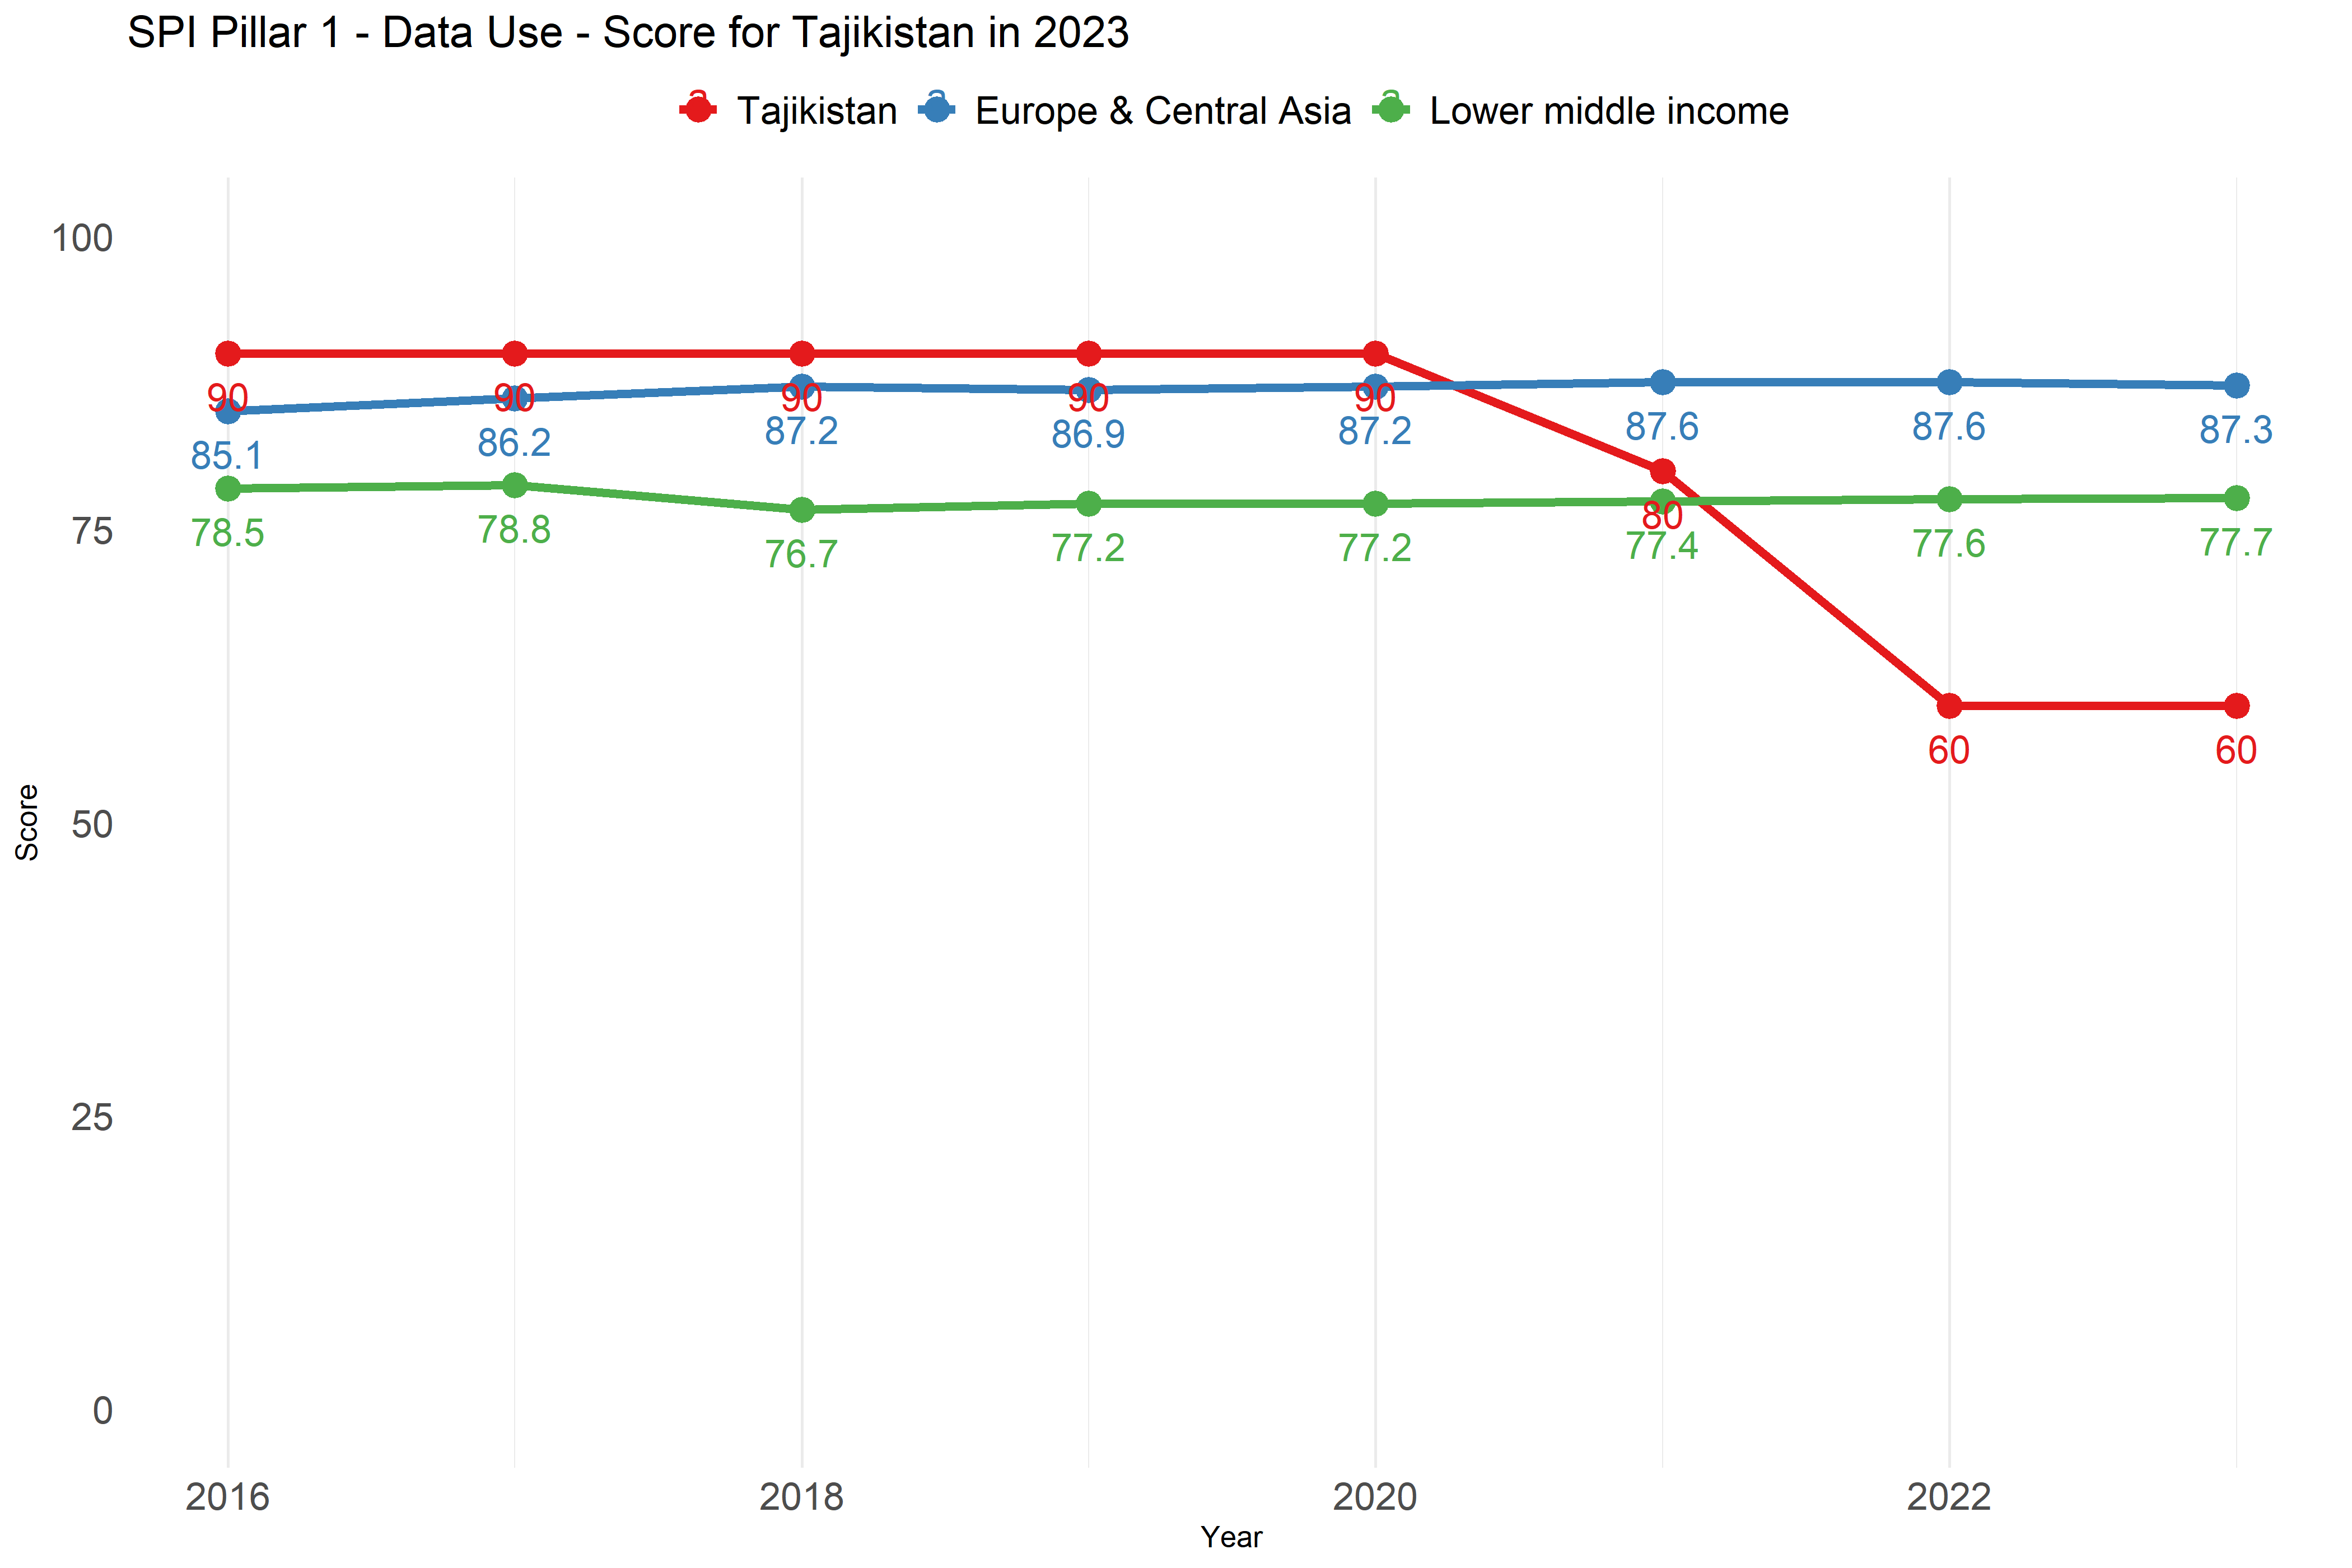 SPI Pillar 1 - Data Use - Score for Tajikistan in 2023
a Tajikistan a Europe & Central Asia a Lower middle income
100
75
50
25
0
Score
90 90 90 90 90 80 60 60
85.1 86.2 87.2 86.9 87.2 87.6 87.6 87.3
78.5 78.8 76.7 77.2 77.2 77.4 77.6 77.7
2016 2018 2020 2022
Year